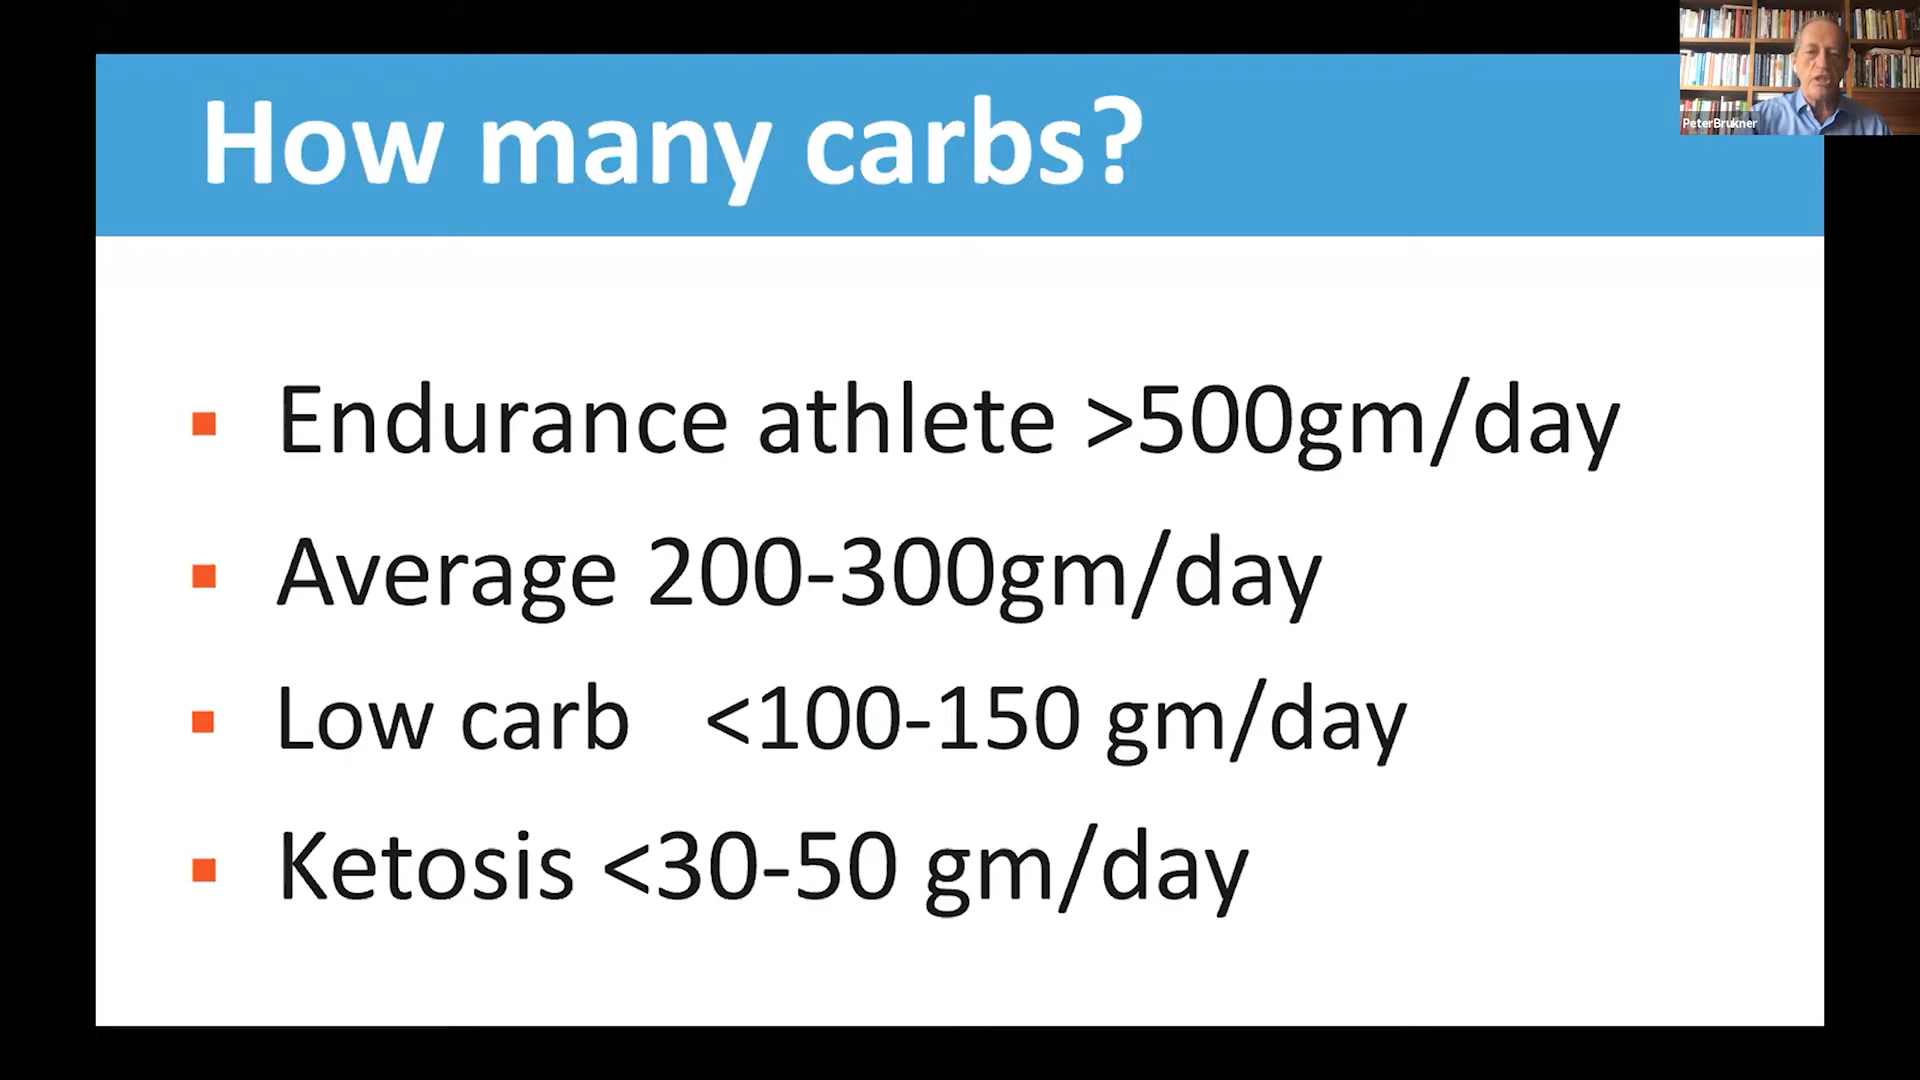 How many carbs?
PeterBrukner
Endurance athlete >500gm/day
Average 200-300gm/day
Low carb <100-150 gm/day
Ketosis <30-50 gm/day